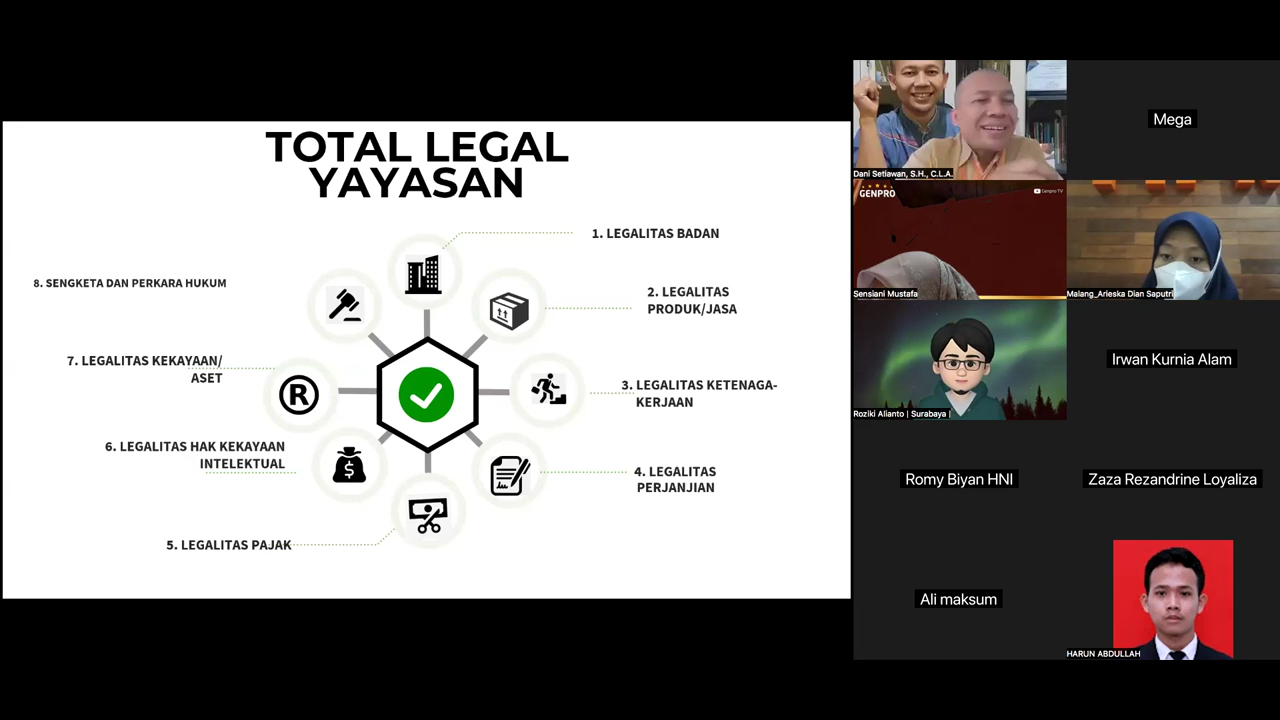 TOTAL LEGAL
YAYASAN
1. LEGALITAS BADAN
2. LEGALITAS
PRODUK/JASA
3. LEGALITAS KETENAGA-
KERJAAN
4. LEGALITAS
PERJANJIAN
5. LEGALITAS PAJAK
6. LEGALITAS HAK KEKAYAAN
INTELEKTUAL
7. LEGALITAS KEKAYAAN/
ASET
8. SENGKETA DAN PERKARA HUKUM
R
$
Dani Setiawan, S.H., C.L.A.
Mega
GENPRO
Genpro TV
Sensiani Mustafa
Malang_Arieska Dian Saputri
Roziki Alianto | Surabaya |
Irwan Kurnia Alam
Romy Biyan HNI
Zaza Rezandrine Loyaliza
Ali maksum
HARUN ABDULLAH